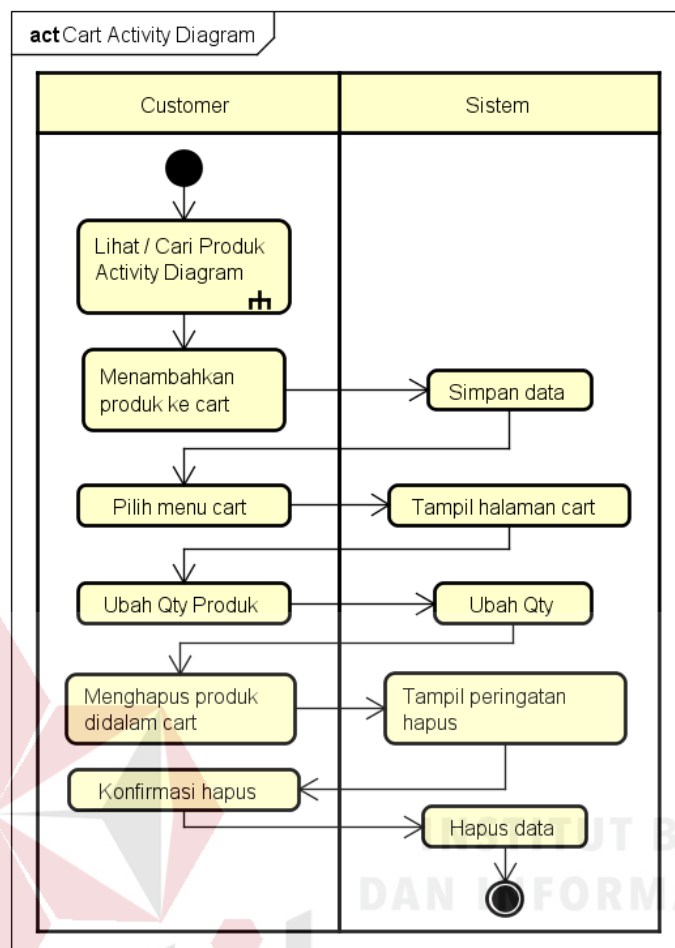 act Cart Activity Diagram
Customer
Sistem
Lihat / Cari Produk
Activity Diagram
Menambahkan
produk ke cart
Simpan data
Pilih menu cart
Tampil halaman cart
Ubah Qty Produk
Ubah Qty
Menghapus produk
didalam cart
Tampil peringatan
hapus
Konfirmasi hapus
Hapus data
INSTITUT B
DAN INFORMA